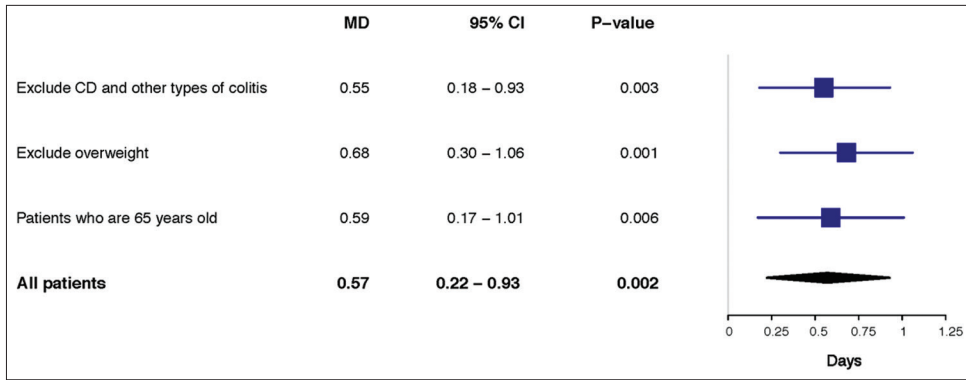 MD 95% CI P–value
Exclude CD and other types of colitis 0.55 0.18 – 0.93 0.003
Exclude overweight 0.68 0.30 – 1.06 0.001
Patients who are 65 years old 0.59 0.17 – 1.01 0.006
All patients 0.57 0.22 – 0.93 0.002
0 0.25 0.5 0.75 1 1.25
Days